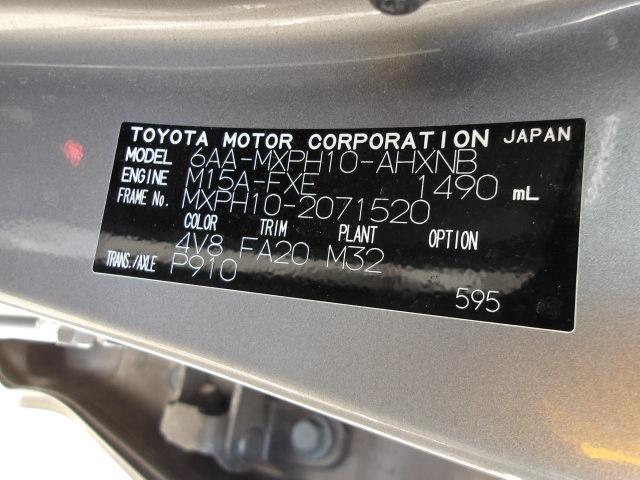 TOYOTA MOTOR CORPORATION JAPAN
MODEL 6AA-MXPH10-AHXNB
ENGINE M15A-FXE 1490 mL
FRAME No. MXPH10-2071520
COLOR TRIM PLANT OPTION
4V8 FA20 M32
TRANS./AXLE P910
595